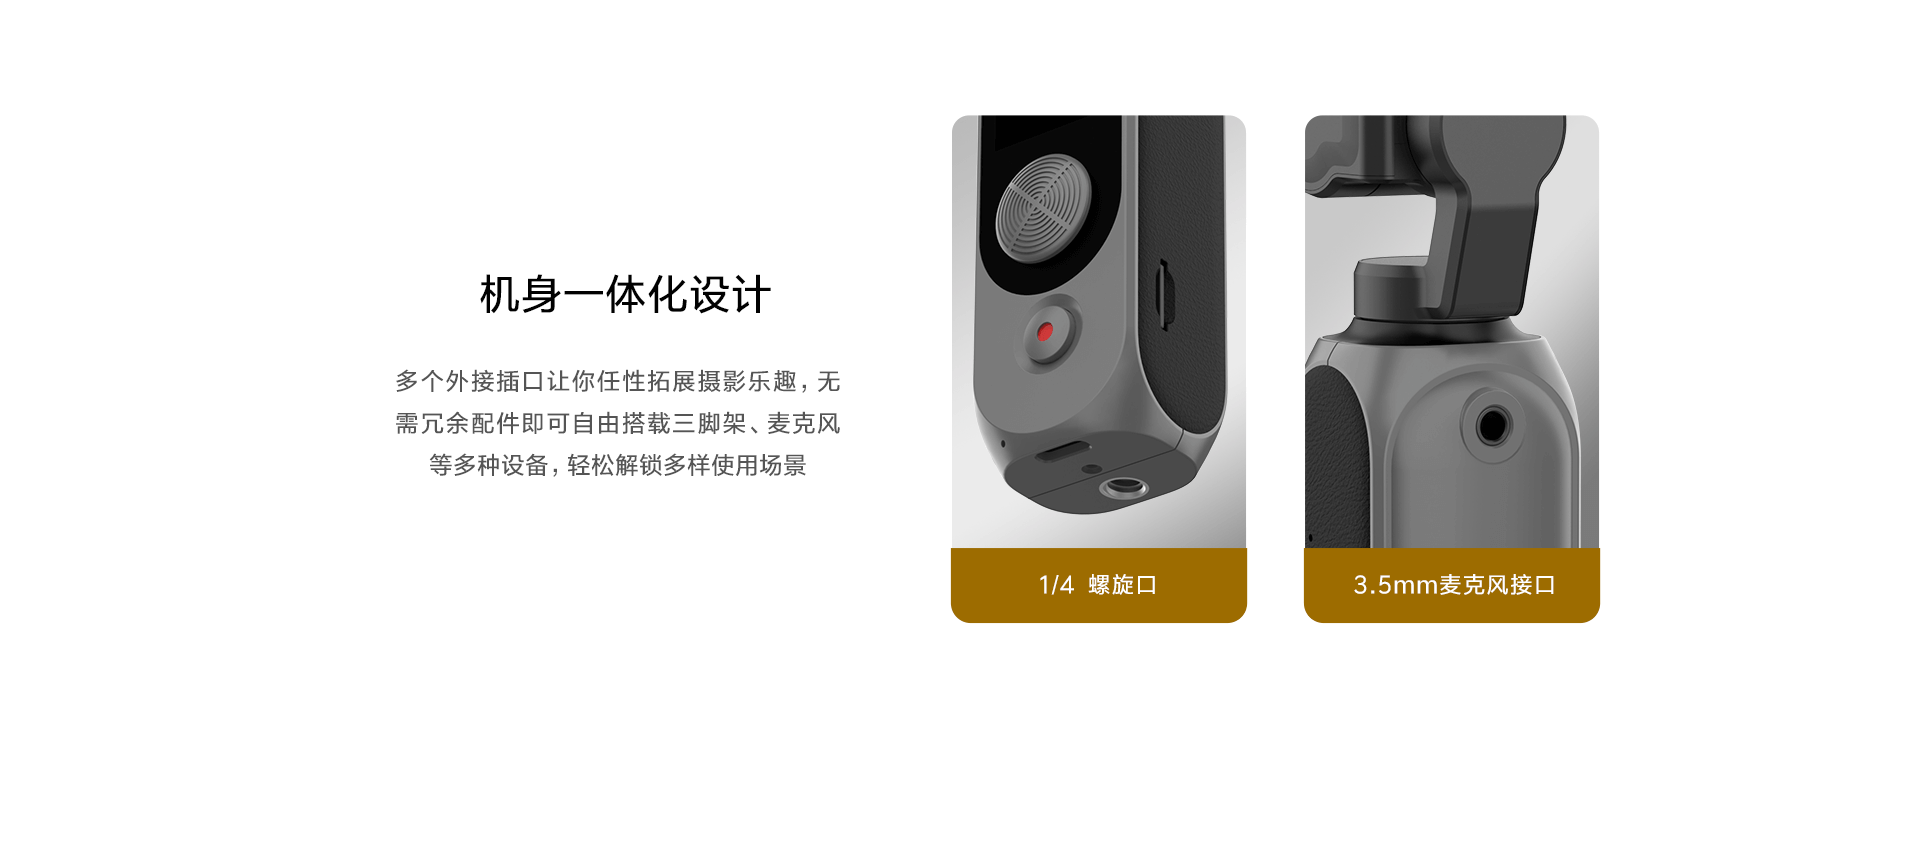 机身一体化设计
多个外接插口让你任性拓展摄影乐趣，无
需冗余配件即可自由搭载三脚架、麦克风
等多种设备，轻松解锁多样使用场景
1/4 螺旋口
3.5mm麦克风接口